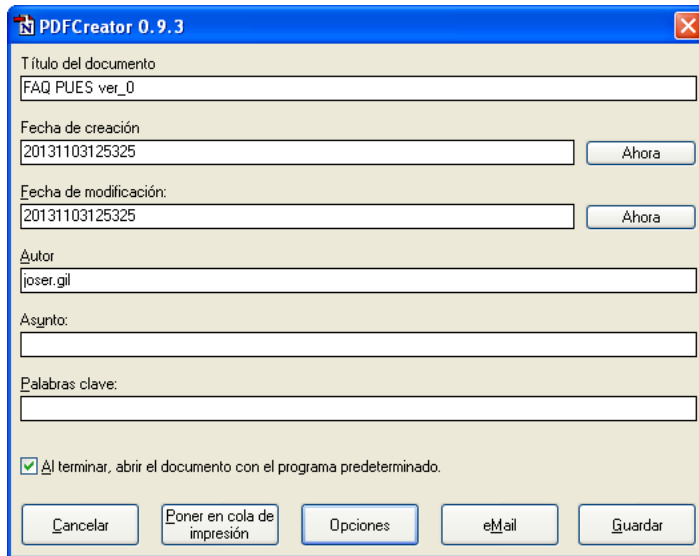 PDFCreator 0.9.3
Título del documento
FAQ PUES ver_0
Fecha de creación
20131103125325
Ahora
Fecha de modificación:
20131103125325
Ahora
Autor
joser.gil
Asunto:
Palabras clave:
Al terminar, abrir el documento con el programa predeterminado.
Cancelar
Poner en cola de
impresión
Opciones
eMail
Guardar